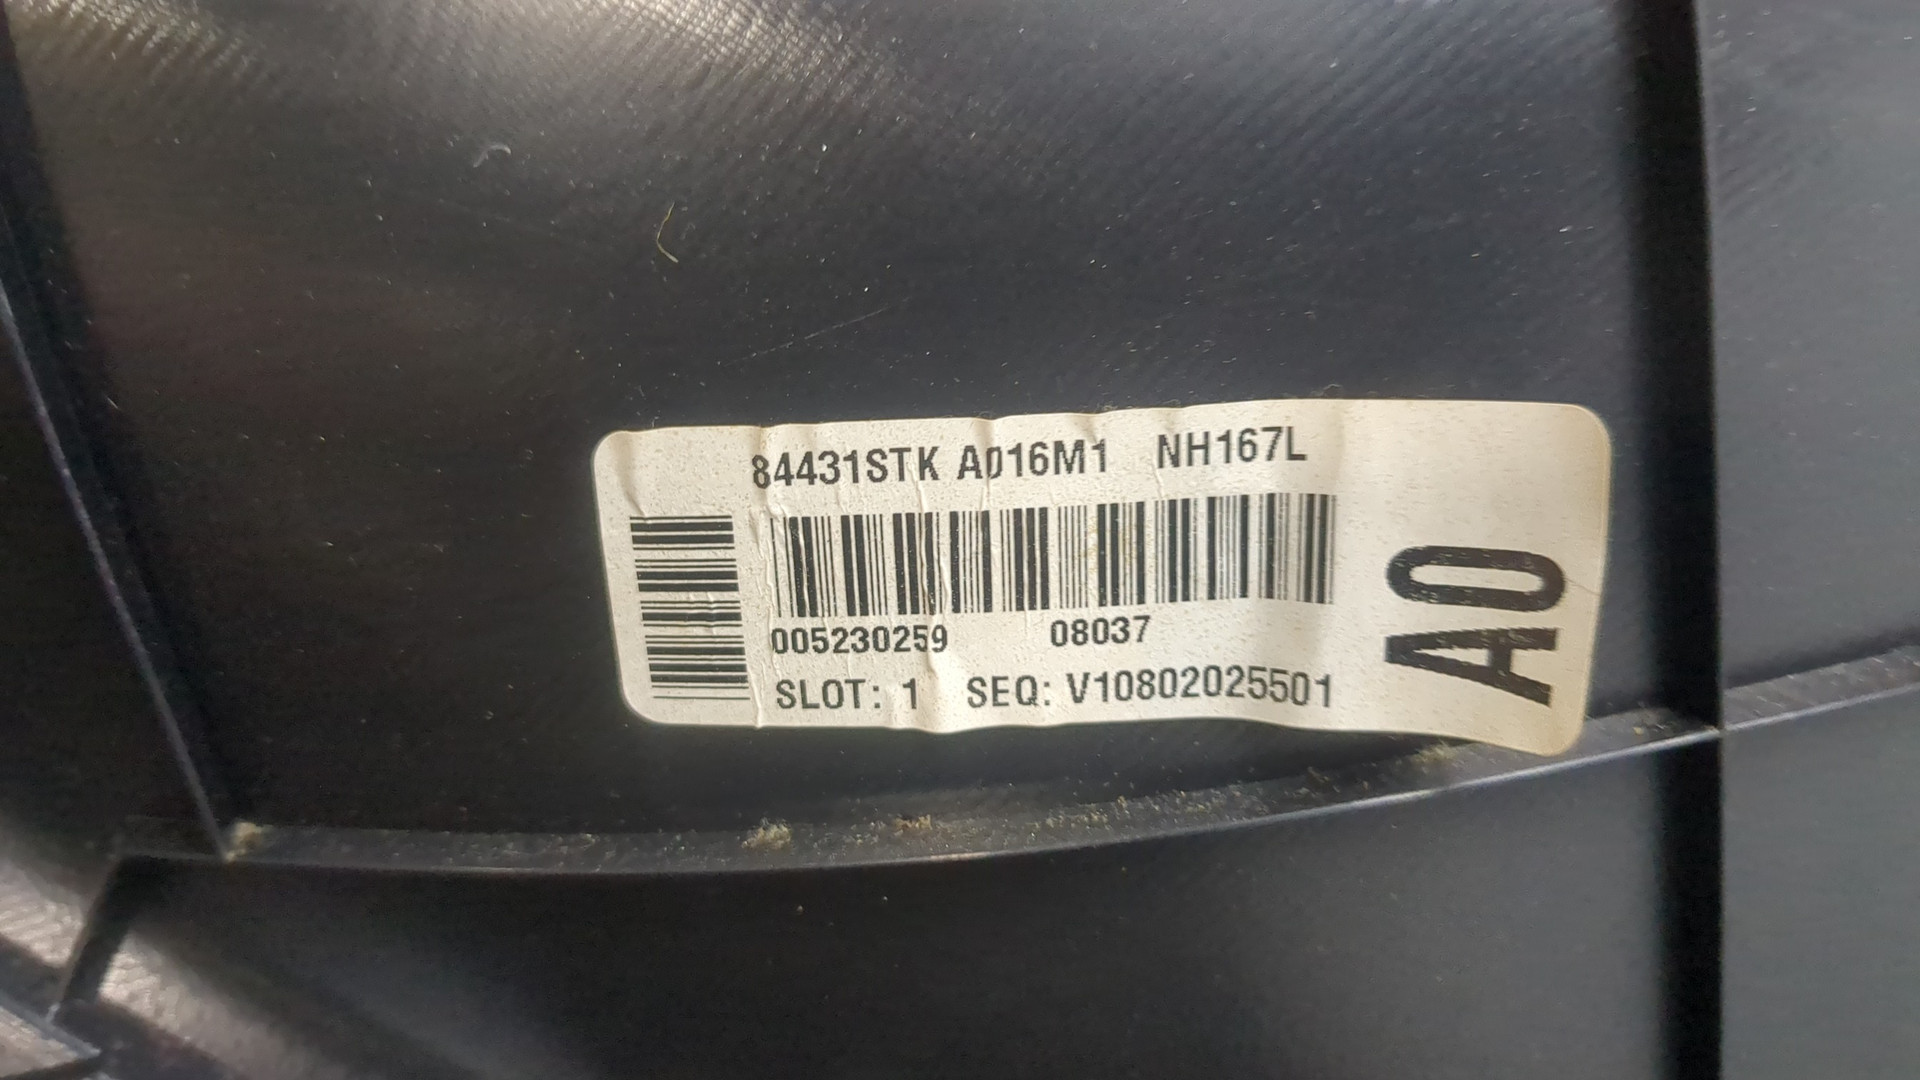 84431STK A016M1 NH167L
005230259 08037
SLOT: 1 SEQ: V10802025501
A0